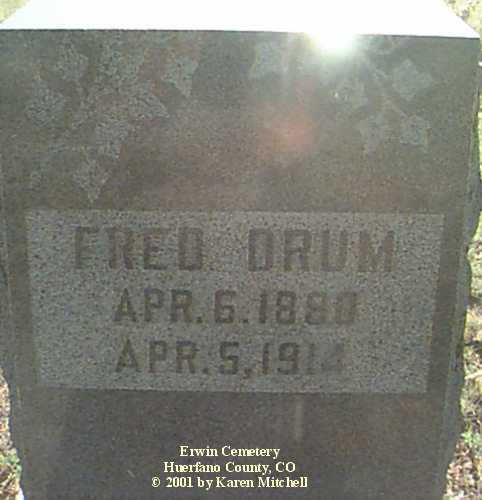 FRED DRUM
APR. 6. 1880
APR. 5, 1914
Erwin Cemetery
Huerfano County, CO
© 2001 by Karen Mitchell